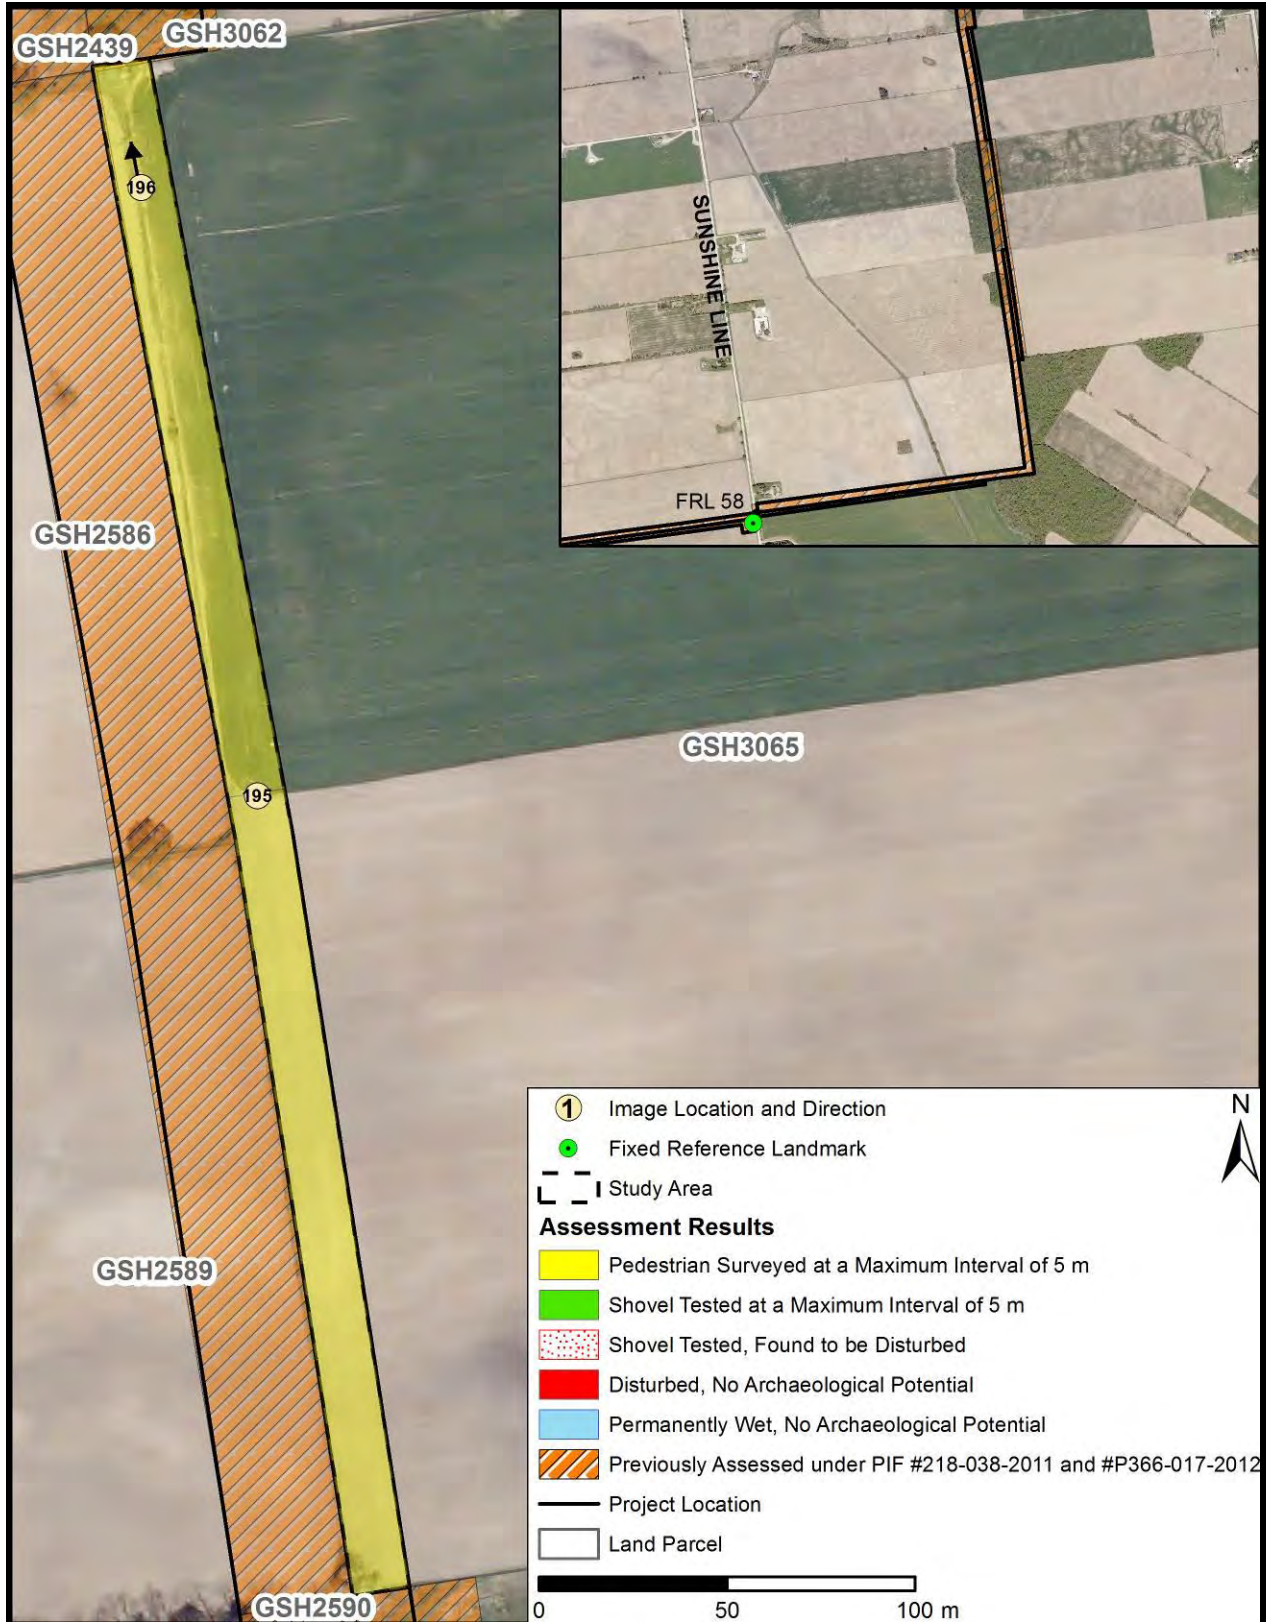 GSH3062
GSH2439
196
SUNSHINE LINE
FRL 58
GSH2586
GSH3065
195
GSH2589
GSH2590
N
1 Image Location and Direction
Fixed Reference Landmark
Study Area
Assessment Results
Pedestrian Surveyed at a Maximum Interval of 5 m
Shovel Tested at a Maximum Interval of 5 m
Shovel Tested, Found to be Disturbed
Disturbed, No Archaeological Potential
Permanently Wet, No Archaeological Potential
Previously Assessed under PIF #218-038-2011 and #P366-017-2012
Project Location
Land Parcel
0 50 100 m